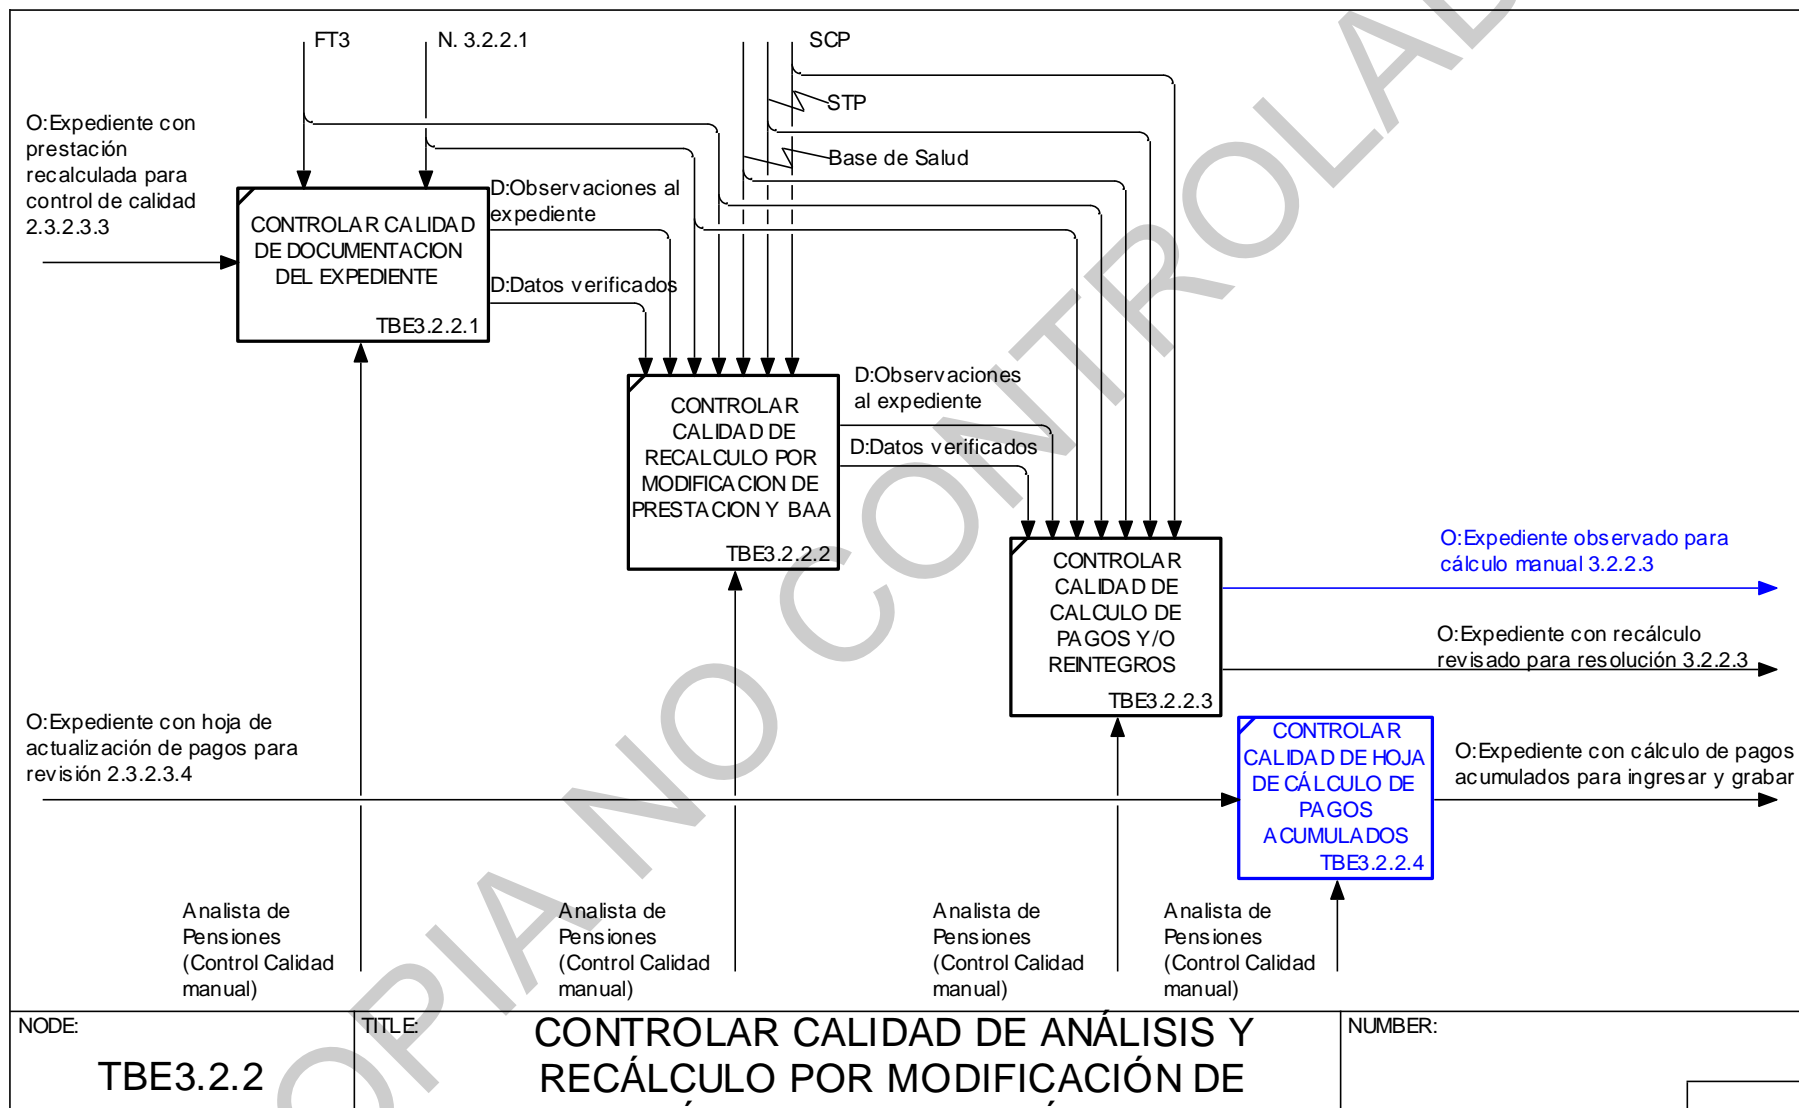 FT3
N. 3.2.2.1
SCP
STP
Base de Salud
O:Expediente con
prestación
recalculada para
control de calidad
2.3.2.3.3
CONTROLAR CALIDAD
DE DOCUMENTACION
DEL EXPEDIENTE
TBE3.2.2.1
D:Observaciones al
expediente
D:Datos verificados
CONTROLAR
CALIDAD DE
RECALCULO POR
MODIFICACION DE
PRESTACION Y BAA
TBE3.2.2.2
D:Observaciones
al expediente
D:Datos verificados
CONTROLAR
CALIDAD DE
CALCULO DE
PAGOS Y/O
REINTEGROS
TBE3.2.2.3
O:Expediente observado para
cálculo manual 3.2.2.3
O:Expediente con recálculo
revisado para resolución 3.2.2.3
O:Expediente con hoja de
actualización de pagos para
revisión 2.3.2.3.4
CONTROLAR
CALIDAD DE HOJA
DE CÁLCULO DE
PAGOS
ACUMULADOS
TBE3.2.2.4
O:Expediente con cálculo de pagos
acumulados para ingresar y grabar
Analista de
Pensiones
(Control Calidad
manual)
Analista de
Pensiones
(Control Calidad
manual)
Analista de
Pensiones
(Control Calidad
manual)
Analista de
Pensiones
(Control Calidad
manual)
NODE:
TBE3.2.2
TITLE:
CONTROLAR CALIDAD DE ANÁLISIS Y
RECÁLCULO POR MODIFICACIÓN DE
NUMBER:
OPIA NO CONTROLAD